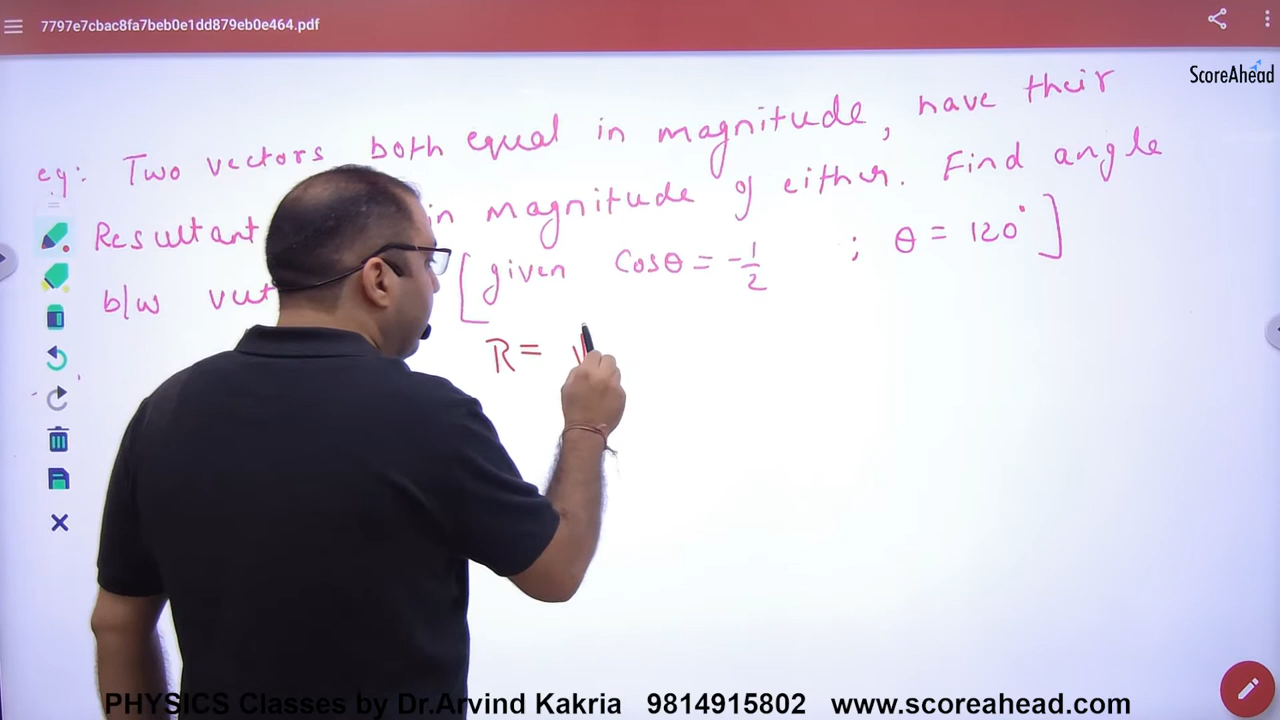 7797e7cbac8fa7beb0e1dd879eb0e464.pdf
ScoreAhead
eg: Two vectors both equal in magnitude, have their
Resultant in magnitude of either. Find angle
b/w [given Cosθ = -1/2 ; θ = 120°]
R =
PHYSICS Classes by Dr.Arvind Kakria 9814915802 www.scoreahead.com